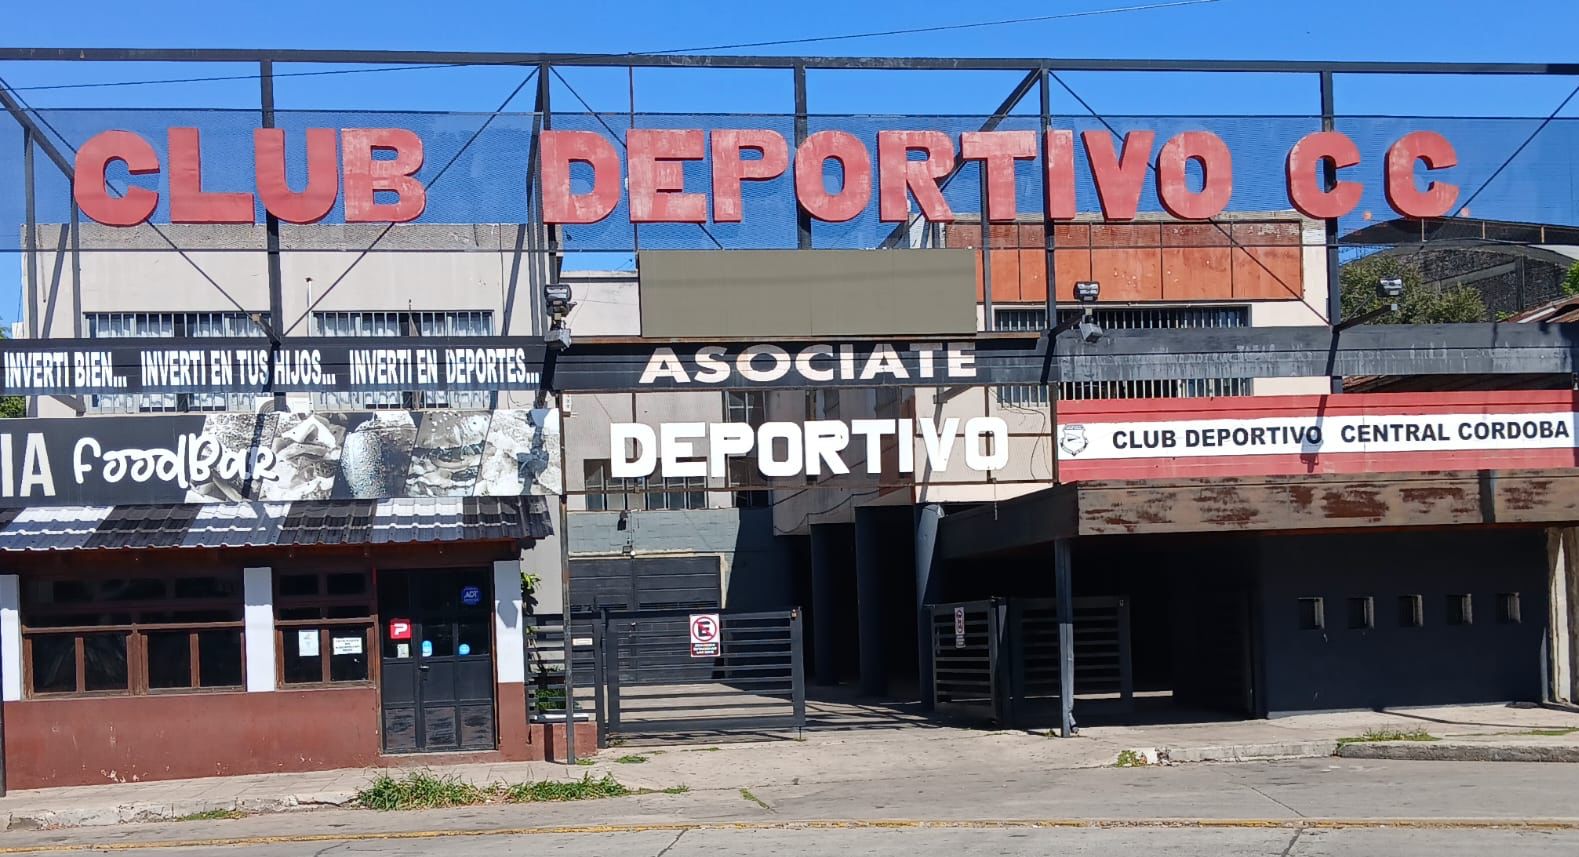 CLUB DEPORTIVO C C
INVERTI BIEN... INVERTI EN TUS HIJOS... INVERTI EN DEPORTES...
ASOCIATE
DEPORTIVO
CLUB DEPORTIVO CENTRAL CORDOBA
IA FoodBar
ADT
P
E